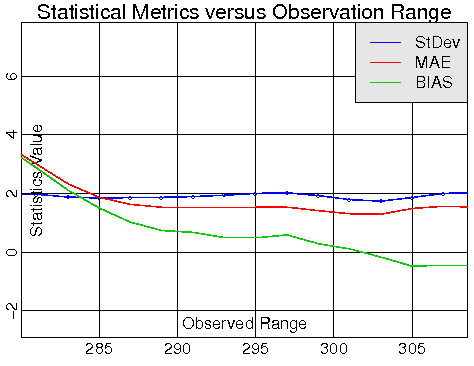 Statistical Metrics versus Observation Range
StDev
MAE
BIAS
6
4
2
0
−2
Statistics Value
Observed Range
285 290 295 300 305